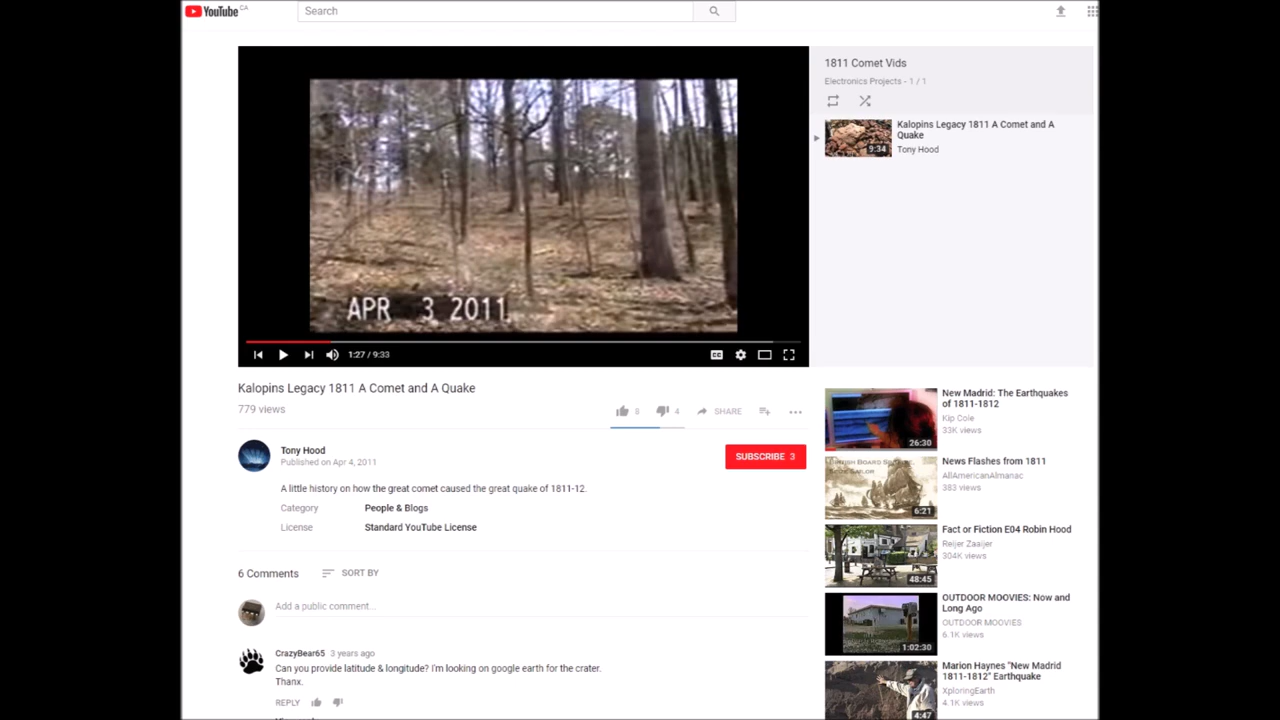 YouTube CA
Search
1811 Comet Vids
Electronics Projects - 1 / 1
Kalopins Legacy 1811 A Comet and A
Quake
Tony Hood
9:34
APR 3 2011
1:27 / 9:33
CC
Kalopins Legacy 1811 A Comet and A Quake
779 views
8
4
SHARE
Tony Hood
Published on Apr 4, 2011
SUBSCRIBE 3
A little history on how the great comet caused the great quake of 1811-12.
Category People & Blogs
License Standard YouTube License
6 Comments
SORT BY
Add a public comment...
CrazyBear65 3 years ago
Can you provide latitude & longitude? I'm looking on google earth for the crater.
Thanx.
REPLY
New Madrid: The Earthquakes
of 1811-1812
Kip Cole
33K views
26:30
News Flashes from 1811
AllAmericanAlmanac
383 views
6:21
Fact or Fiction E04 Robin Hood
Reijer Zaaijer
304K views
48:45
OUTDOOR MOOVIES: Now and
Long Ago
OUTDOOR MOOVIES
6.1K views
1:02:30
Marion Haynes "New Madrid
1811-1812" Earthquake
XploringEarth
4.1K views
4:47